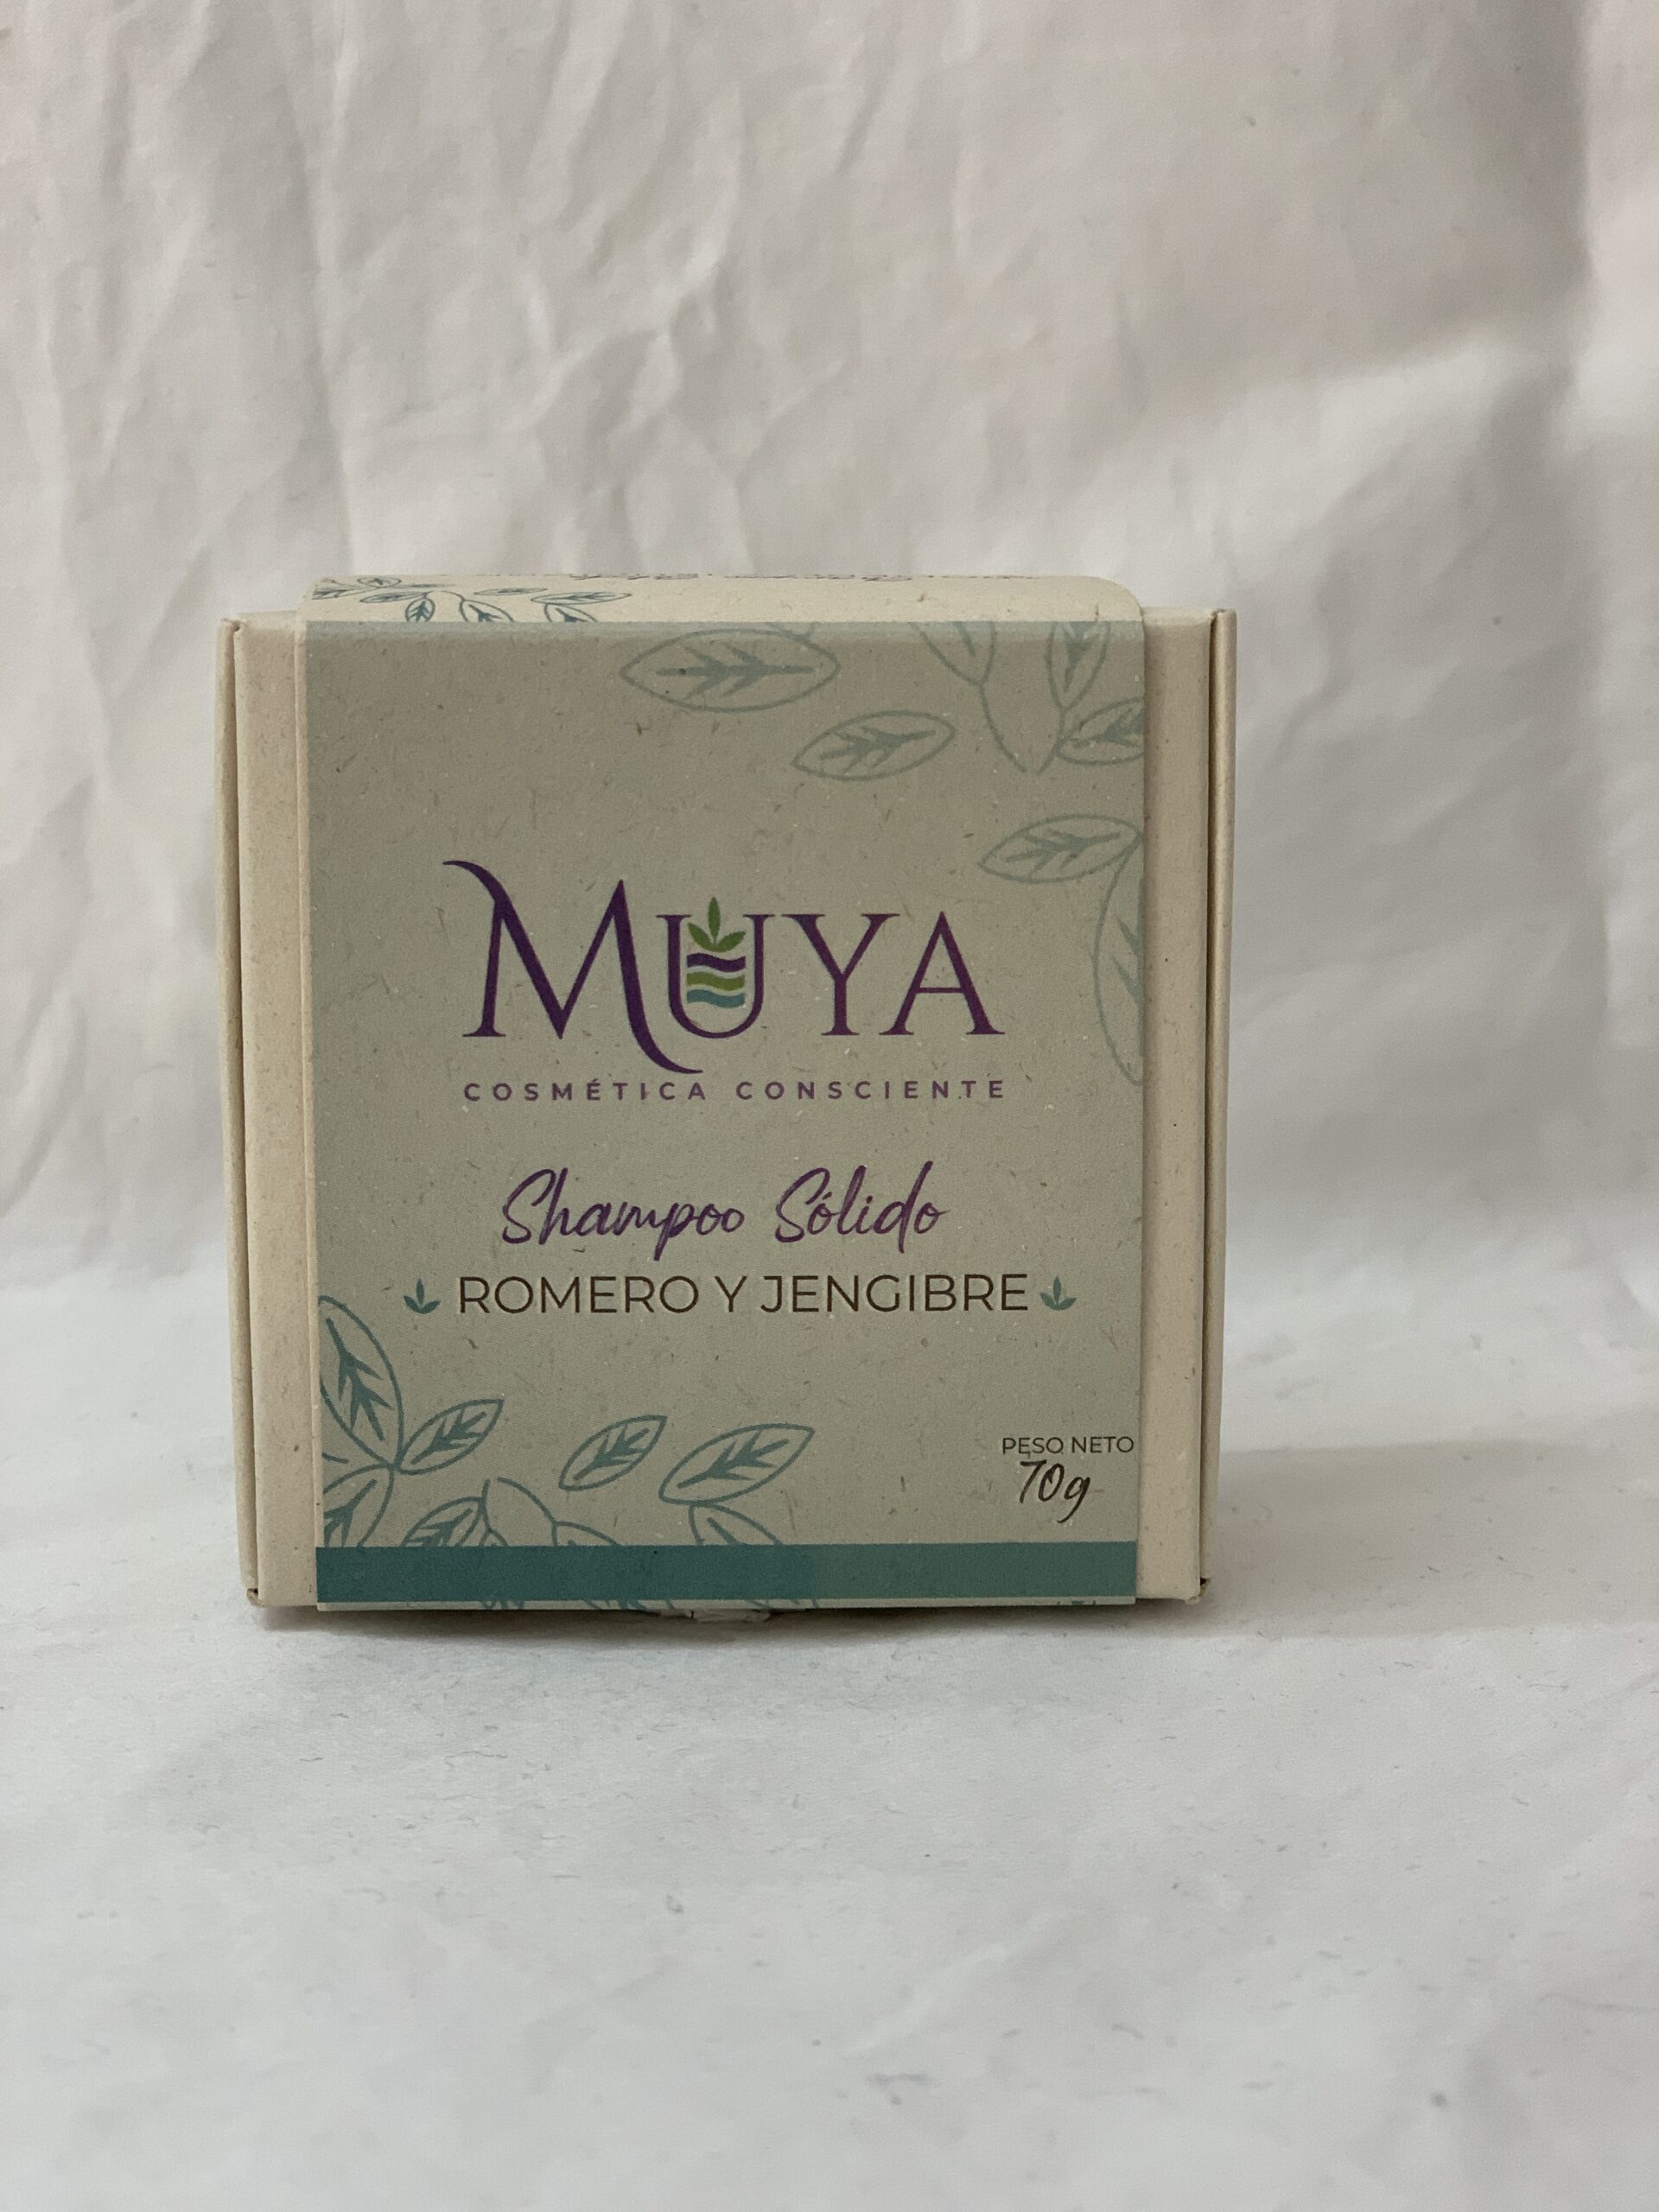 MUYA
COSMÉTICA CONSCIENTE
Shampoo Sólido
ROMERO Y JENGIBRE
PESO NETO
70g